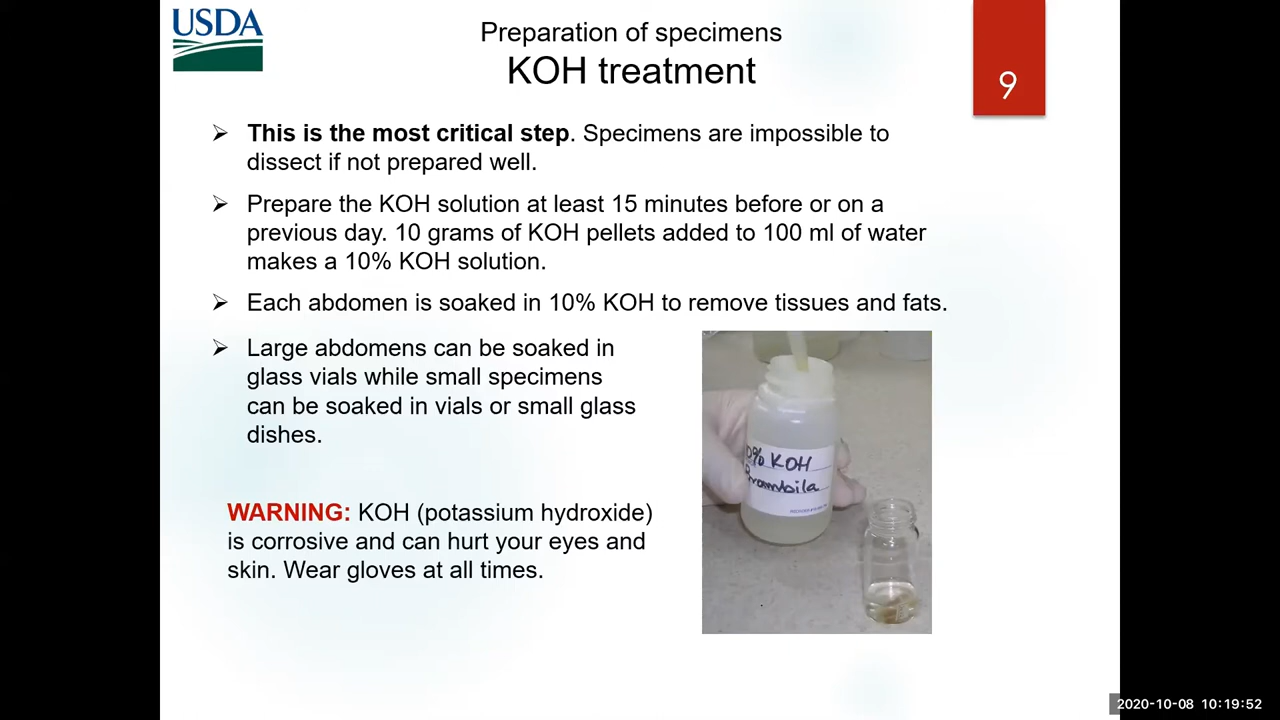 USDA
Preparation of specimens
KOH treatment
9
This is the most critical step. Specimens are impossible to
dissect if not prepared well.
Prepare the KOH solution at least 15 minutes before or on a
previous day. 10 grams of KOH pellets added to 100 ml of water
makes a 10% KOH solution.
Each abdomen is soaked in 10% KOH to remove tissues and fats.
Large abdomens can be soaked in
glass vials while small specimens
can be soaked in vials or small glass
dishes.
0% KOH
WARNING: KOH (potassium hydroxide)
is corrosive and can hurt your eyes and
skin. Wear gloves at all times.
2020-10-08 10:19:52